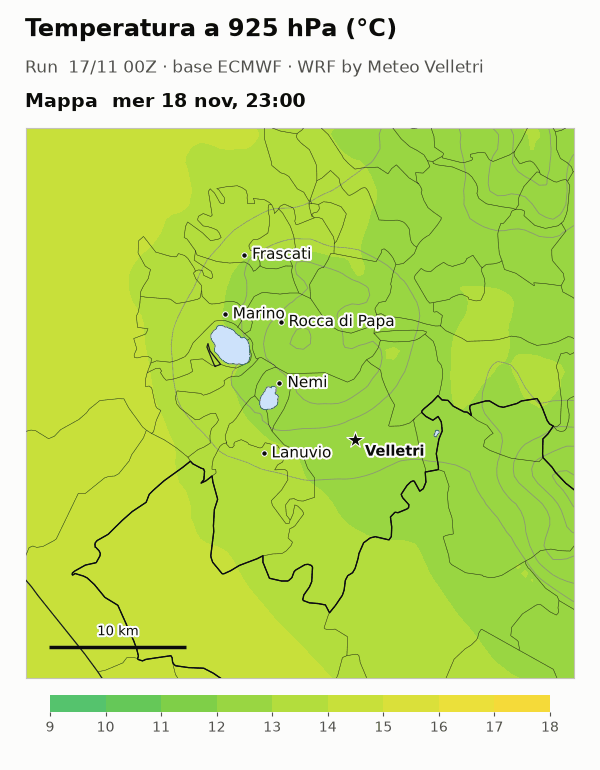 Temperatura a 925 hPa (°C)
Run  17/11 00Z · base ECMWF · WRF by Meteo Velletri
Mappa  mer 18 nov, 23:00
Frascati
Marino
Rocca di Papa
Nemi
Velletri
Lanuvio
10 km
9 10 11 12 13 14 15 16 17 18